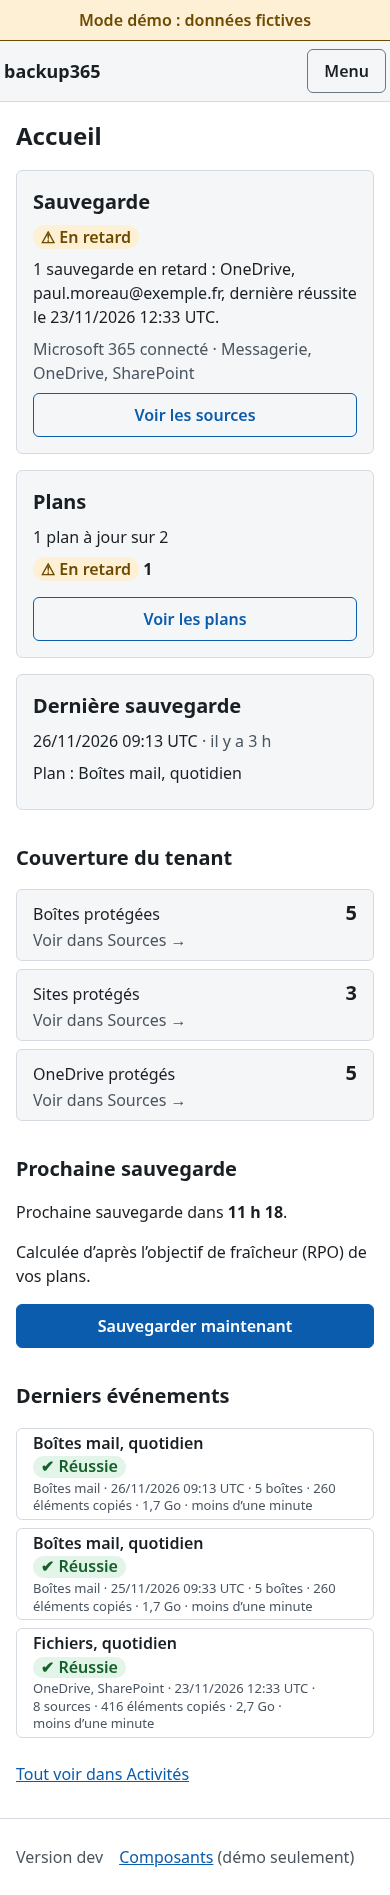 Mode démo : données fictives
backup365
Menu
Accueil
Sauvegarde
⚠ En retard
1 sauvegarde en retard : OneDrive,
paul.moreau@exemple.fr, dernière réussite
le 23/11/2026 12:33 UTC.
Microsoft 365 connecté · Messagerie,
OneDrive, SharePoint
Voir les sources
Plans
1 plan à jour sur 2
⚠ En retard 1
Voir les plans
Dernière sauvegarde
26/11/2026 09:13 UTC · il y a 3 h
Plan : Boîtes mail, quotidien
Couverture du tenant
Boîtes protégées 5
Voir dans Sources →
Sites protégés 3
Voir dans Sources →
OneDrive protégés 5
Voir dans Sources →
Prochaine sauvegarde
Prochaine sauvegarde dans 11 h 18.
Calculée d’après l’objectif de fraîcheur (RPO) de
vos plans.
Sauvegarder maintenant
Derniers événements
Boîtes mail, quotidien
✔ Réussie
Boîtes mail · 26/11/2026 09:13 UTC · 5 boîtes · 260
éléments copiés · 1,7 Go · moins d’une minute
Boîtes mail, quotidien
✔ Réussie
Boîtes mail · 25/11/2026 09:33 UTC · 5 boîtes · 260
éléments copiés · 1,7 Go · moins d’une minute
Fichiers, quotidien
✔ Réussie
OneDrive, SharePoint · 23/11/2026 12:33 UTC ·
8 sources · 416 éléments copiés · 2,7 Go ·
moins d’une minute
Tout voir dans Activités
Version dev Composants (démo seulement)